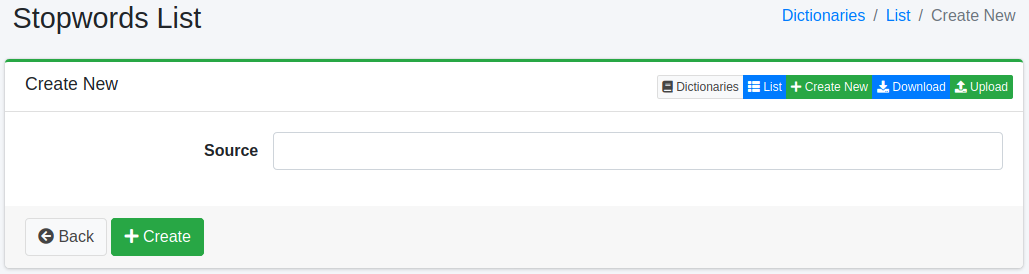 Stopwords List
Dictionaries / List / Create New
Create New
Dictionaries List Create New Download Upload
Source
Back Create